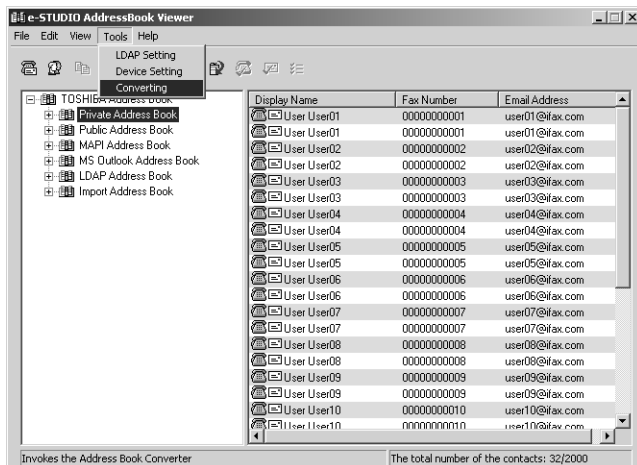 e-STUDIO AddressBook Viewer
File Edit View Tools Help
LDAP Setting
Device Setting
Converting
TOSHIBA Address Book
Private Address Book
Public Address Book
MAPI Address Book
MS Outlook Address Book
LDAP Address Book
Import Address Book
Display Name Fax Number Email Address
User User01 00000000001 user01@ifax.com
User User01 00000000001 user01@ifax.com
User User02 00000000002 user02@ifax.com
User User02 00000000002 user02@ifax.com
User User03 00000000003 user03@ifax.com
User User03 00000000003 user03@ifax.com
User User04 00000000004 user04@ifax.com
User User04 00000000004 user04@ifax.com
User User05 00000000005 user05@ifax.com
User User05 00000000005 user05@ifax.com
User User06 00000000006 user06@ifax.com
User User06 00000000006 user06@ifax.com
User User07 00000000007 user07@ifax.com
User User07 00000000007 user07@ifax.com
User User08 00000000008 user08@ifax.com
User User08 00000000008 user08@ifax.com
User User09 00000000009 user09@ifax.com
User User09 00000000009 user09@ifax.com
User User10 00000000010 user10@ifax.com
User User10 00000000010 user10@ifax.com
Invokes the Address Book Converter
The total number of the contacts: 32/2000